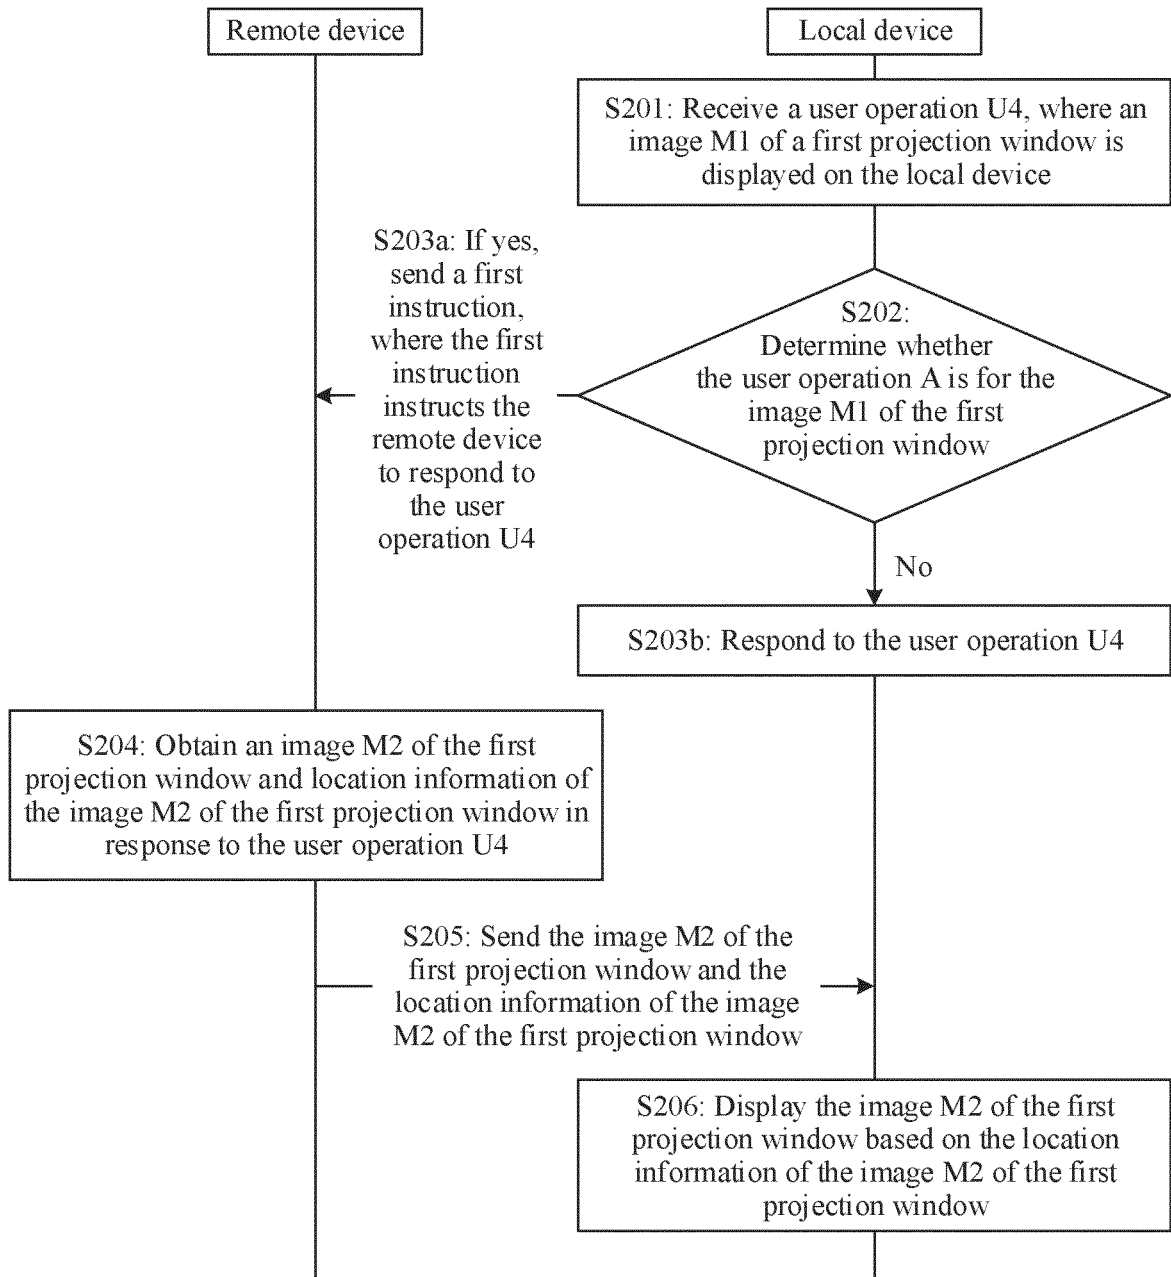 Remote device
Local device
S201: Receive a user operation U4, where an
image M1 of a first projection window is
displayed on the local device
S203a: If yes,
send a first
instruction,
where the first
instruction
instructs the
remote device
to respond to
the user
operation U4
S202:
Determine whether
the user operation A is for the
image M1 of the first
projection window
No
S203b: Respond to the user operation U4
S204: Obtain an image M2 of the first
projection window and location information of
the image M2 of the first projection window in
response to the user operation U4
S205: Send the image M2 of the
first projection window and the
location information of the image
M2 of the first projection window
S206: Display the image M2 of the first
projection window based on the location
information of the image M2 of the first
projection window